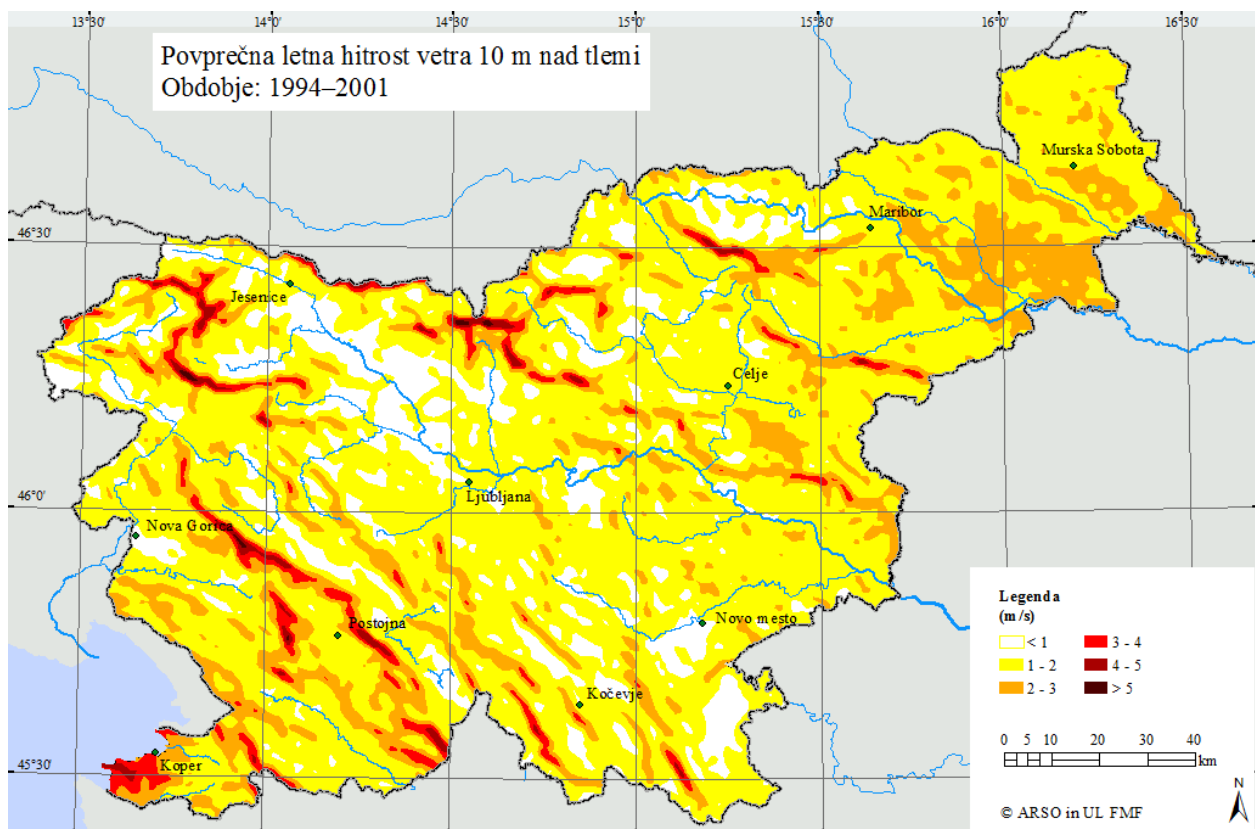 13°30'
14°0'
14°30'
15°0'
15°30'
16°0'
16°30'
Povprečna letna hitrost vetra 10 m nad tlemi
Obdobje: 1994–2001
Murska Sobota
Maribor
46°30'
Jesenice
Celje
46°0'
Ljubljana
Nova Gorica
Postojna
Novo mesto
Kočevje
Koper
45°30'
Legenda
(m/s)
< 1
1 - 2
2 - 3
3 - 4
4 - 5
> 5
0 5 10 20 30 40
km
N
© ARSO in UL FMF